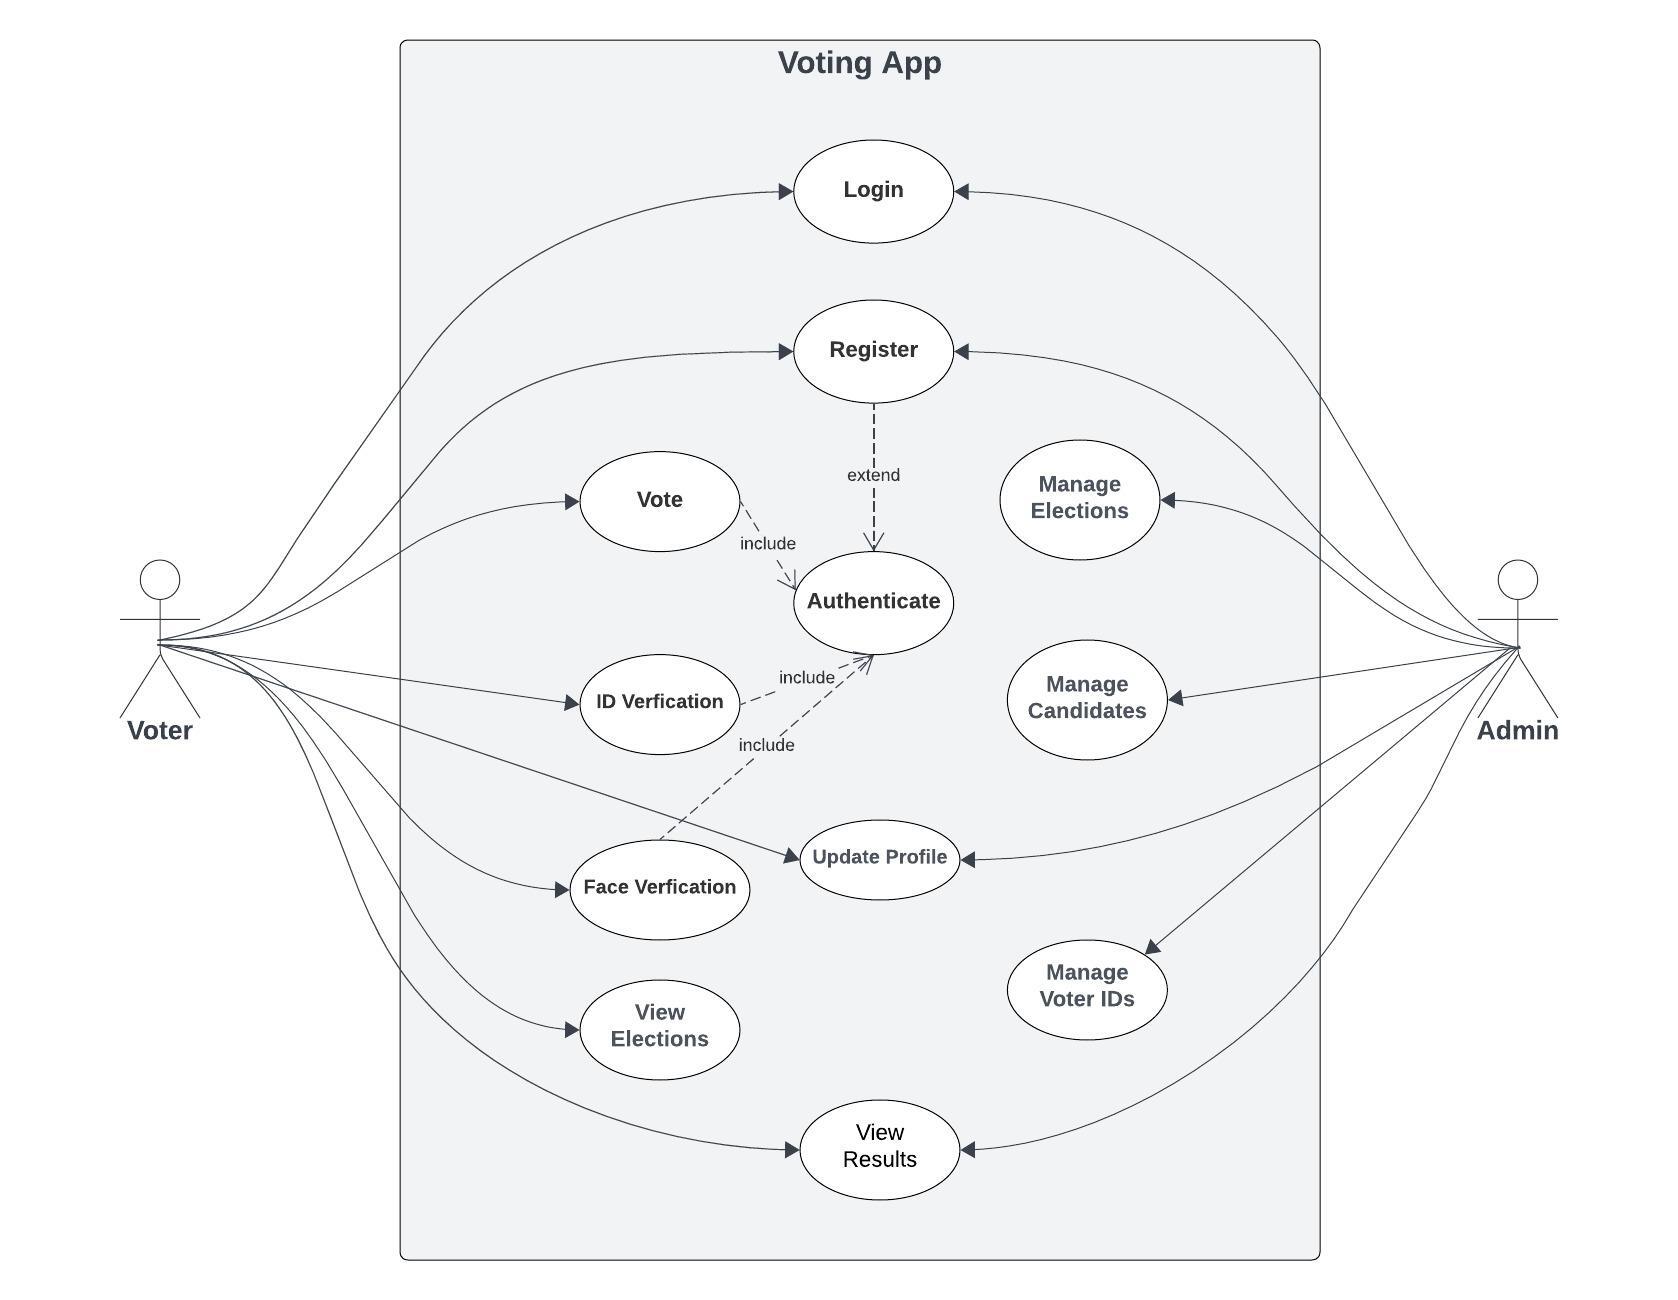 Voting App
Login
Register
extend
Vote
include
Manage
Elections
Authenticate
include
ID Verfication
Manage
Candidates
Voter
Admin
include
Update Profile
Face Verfication
Manage
Voter IDs
View
Elections
View
Results